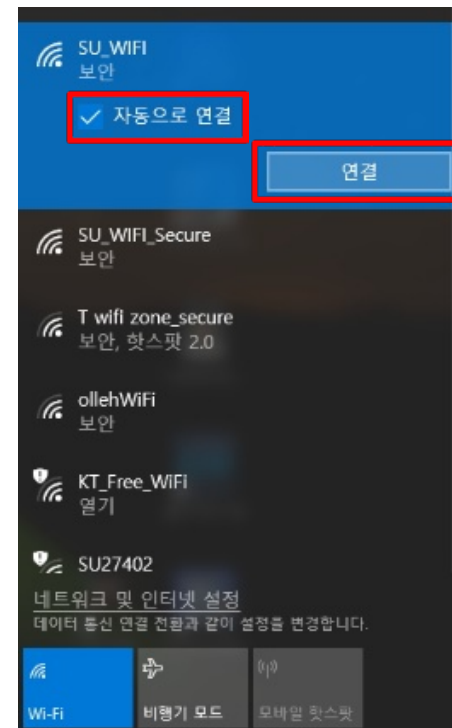 SU_WIFI
보안
자동으로 연결
연결
SU_WIFI_Secure
보안
T wifi zone_secure
보안, 핫스팟 2.0
ollehWiFi
보안
KT_Free_WiFi
열기
SU27402
네트워크 및 인터넷 설정
데이터 통신 연결 전환과 같이 설정을 변경합니다.
Wi-Fi
비행기 모드
모바일 핫스팟